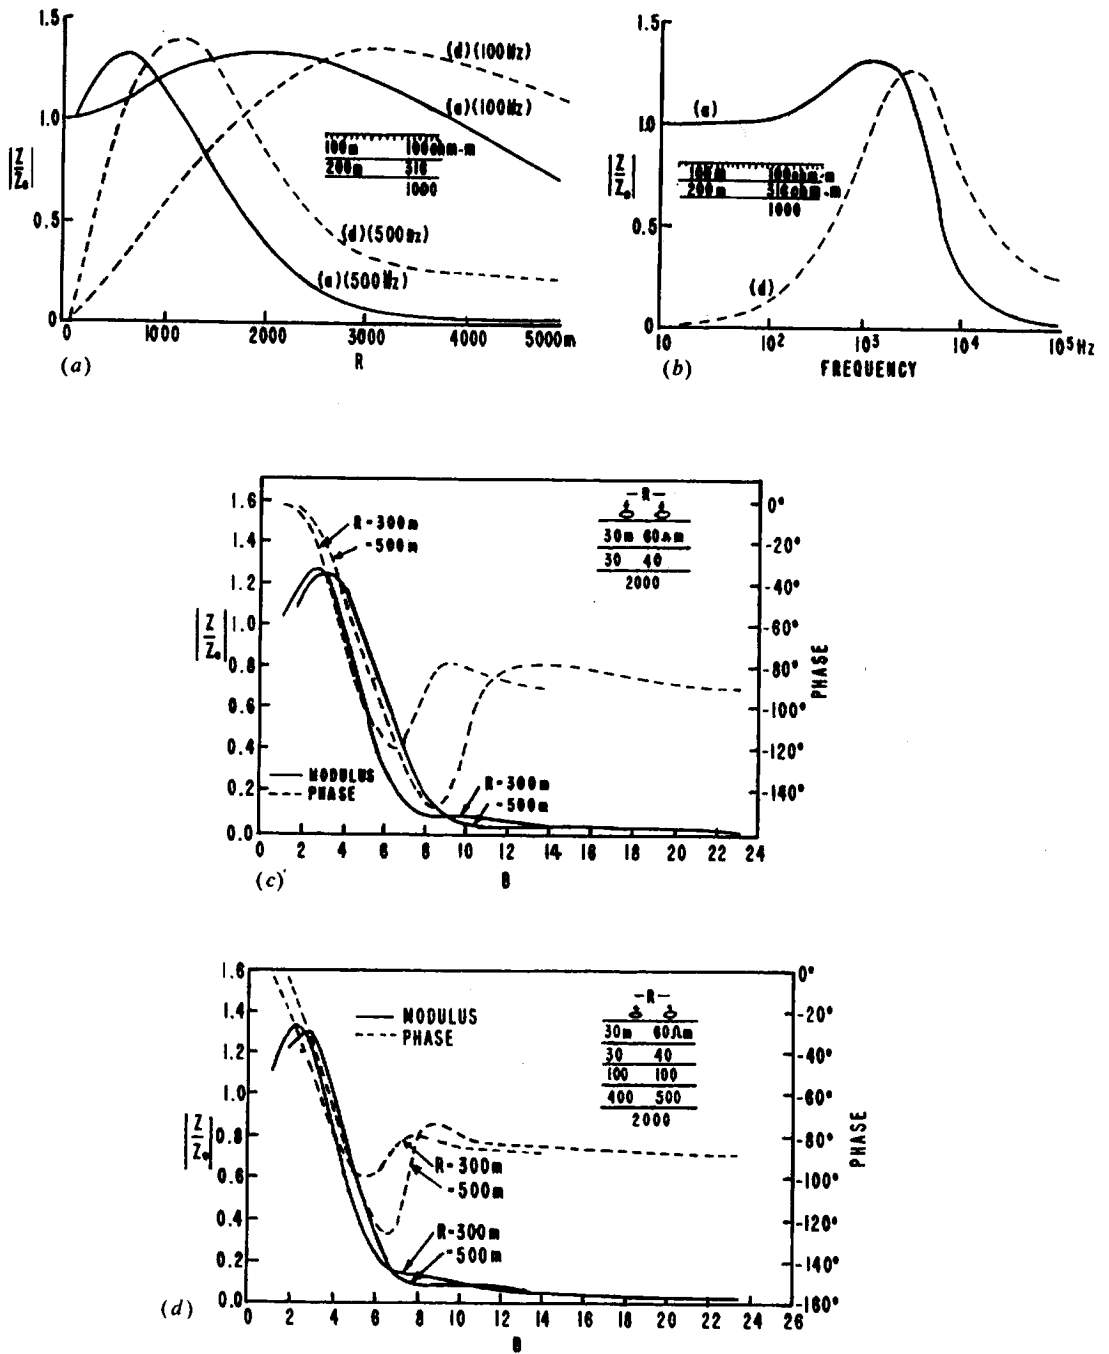 1.5
1.0
0.5
0
|Z/Z₀|
(d)(100Hz)
(a)(100Hz)
100m 100ohm-m
200m 316
1000
(d)(500Hz)
(a)(500Hz)
0 1000 2000 3000 4000 5000m
R
(a)
1.5
1.0
0.5
0
|Z/Z₀|
(a)
100m 100ohm-m
200m 316ohm-m
1000
(d)
10 10² 10³ 10⁴ 10⁵Hz
FREQUENCY
(b)
1.6
1.4
1.2
1.0
0.8
0.6
0.4
0.2
0.0
|Z/Z₀|
R=300m
=500m
-R-
30m 60Ωm
30 40
2000
0°
-20°
-40°
-60°
-80°
-100°
-120°
-140°
PHASE
MODULUS
PHASE
R=300m
=500m
0 2 4 6 8 10 12 14 16 18 20 22 24
B
(c)
1.6
1.4
1.2
1.0
0.8
0.6
0.4
0.2
0.0
|Z/Z₀|
MODULUS
PHASE
-R-
30m 60Ωm
30 40
100 100
400 500
2000
0°
-20°
-40°
-60°
-80°
-100°
-120°
-140°
-160°
PHASE
R=300m
=500m
R=300m
=500m
0 2 4 6 8 10 12 14 16 18 20 22 24 26
B
(d)